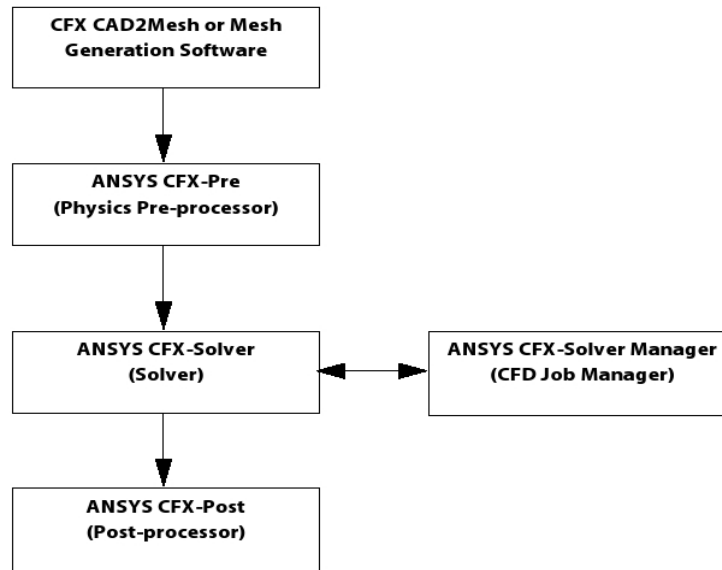 CFX CAD2Mesh or Mesh
Generation Software
ANSYS CFX-Pre
(Physics Pre-processor)
ANSYS CFX-Solver
(Solver)
ANSYS CFX-Solver Manager
(CFD Job Manager)
ANSYS CFX-Post
(Post-processor)